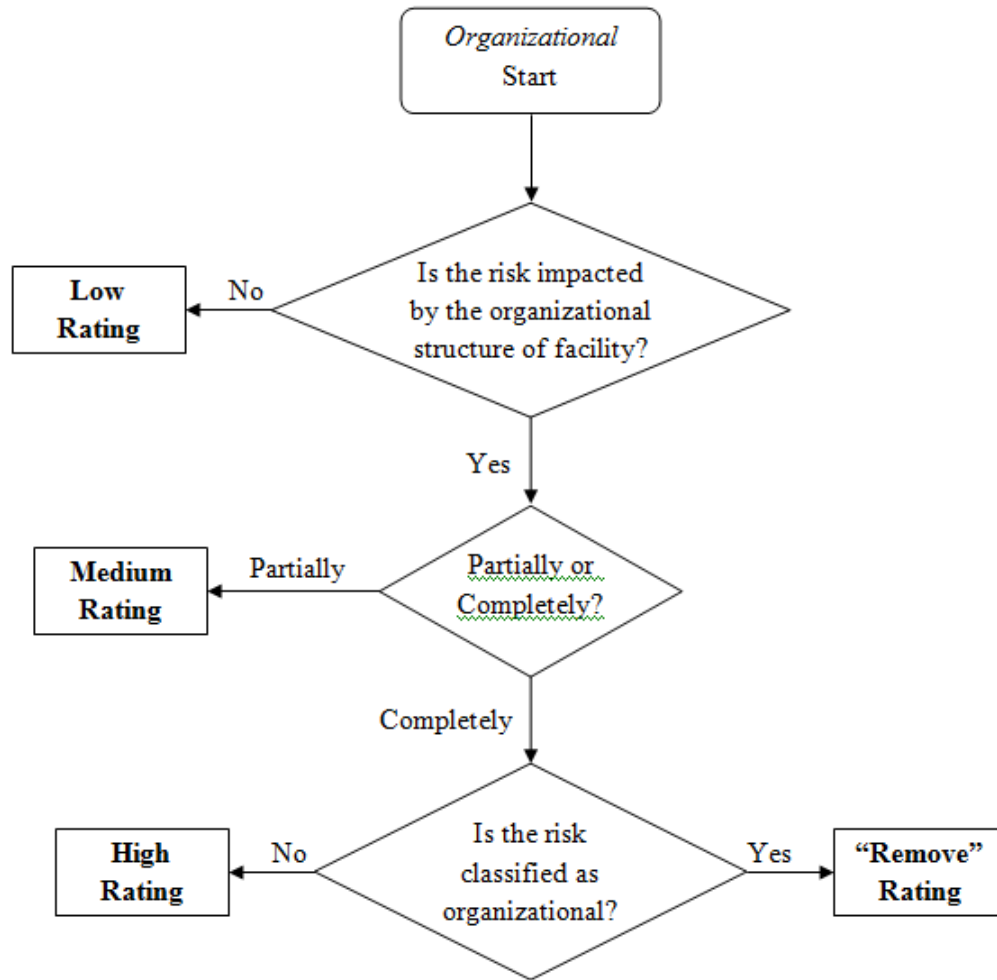 Organizational
Start
Is the risk impacted
by the organizational
structure of facility?
No
Low
Rating
Yes
Partially or
Completely?
Partially
Medium
Rating
Completely
Is the risk
classified as
organizational?
No
High
Rating
Yes
“Remove”
Rating